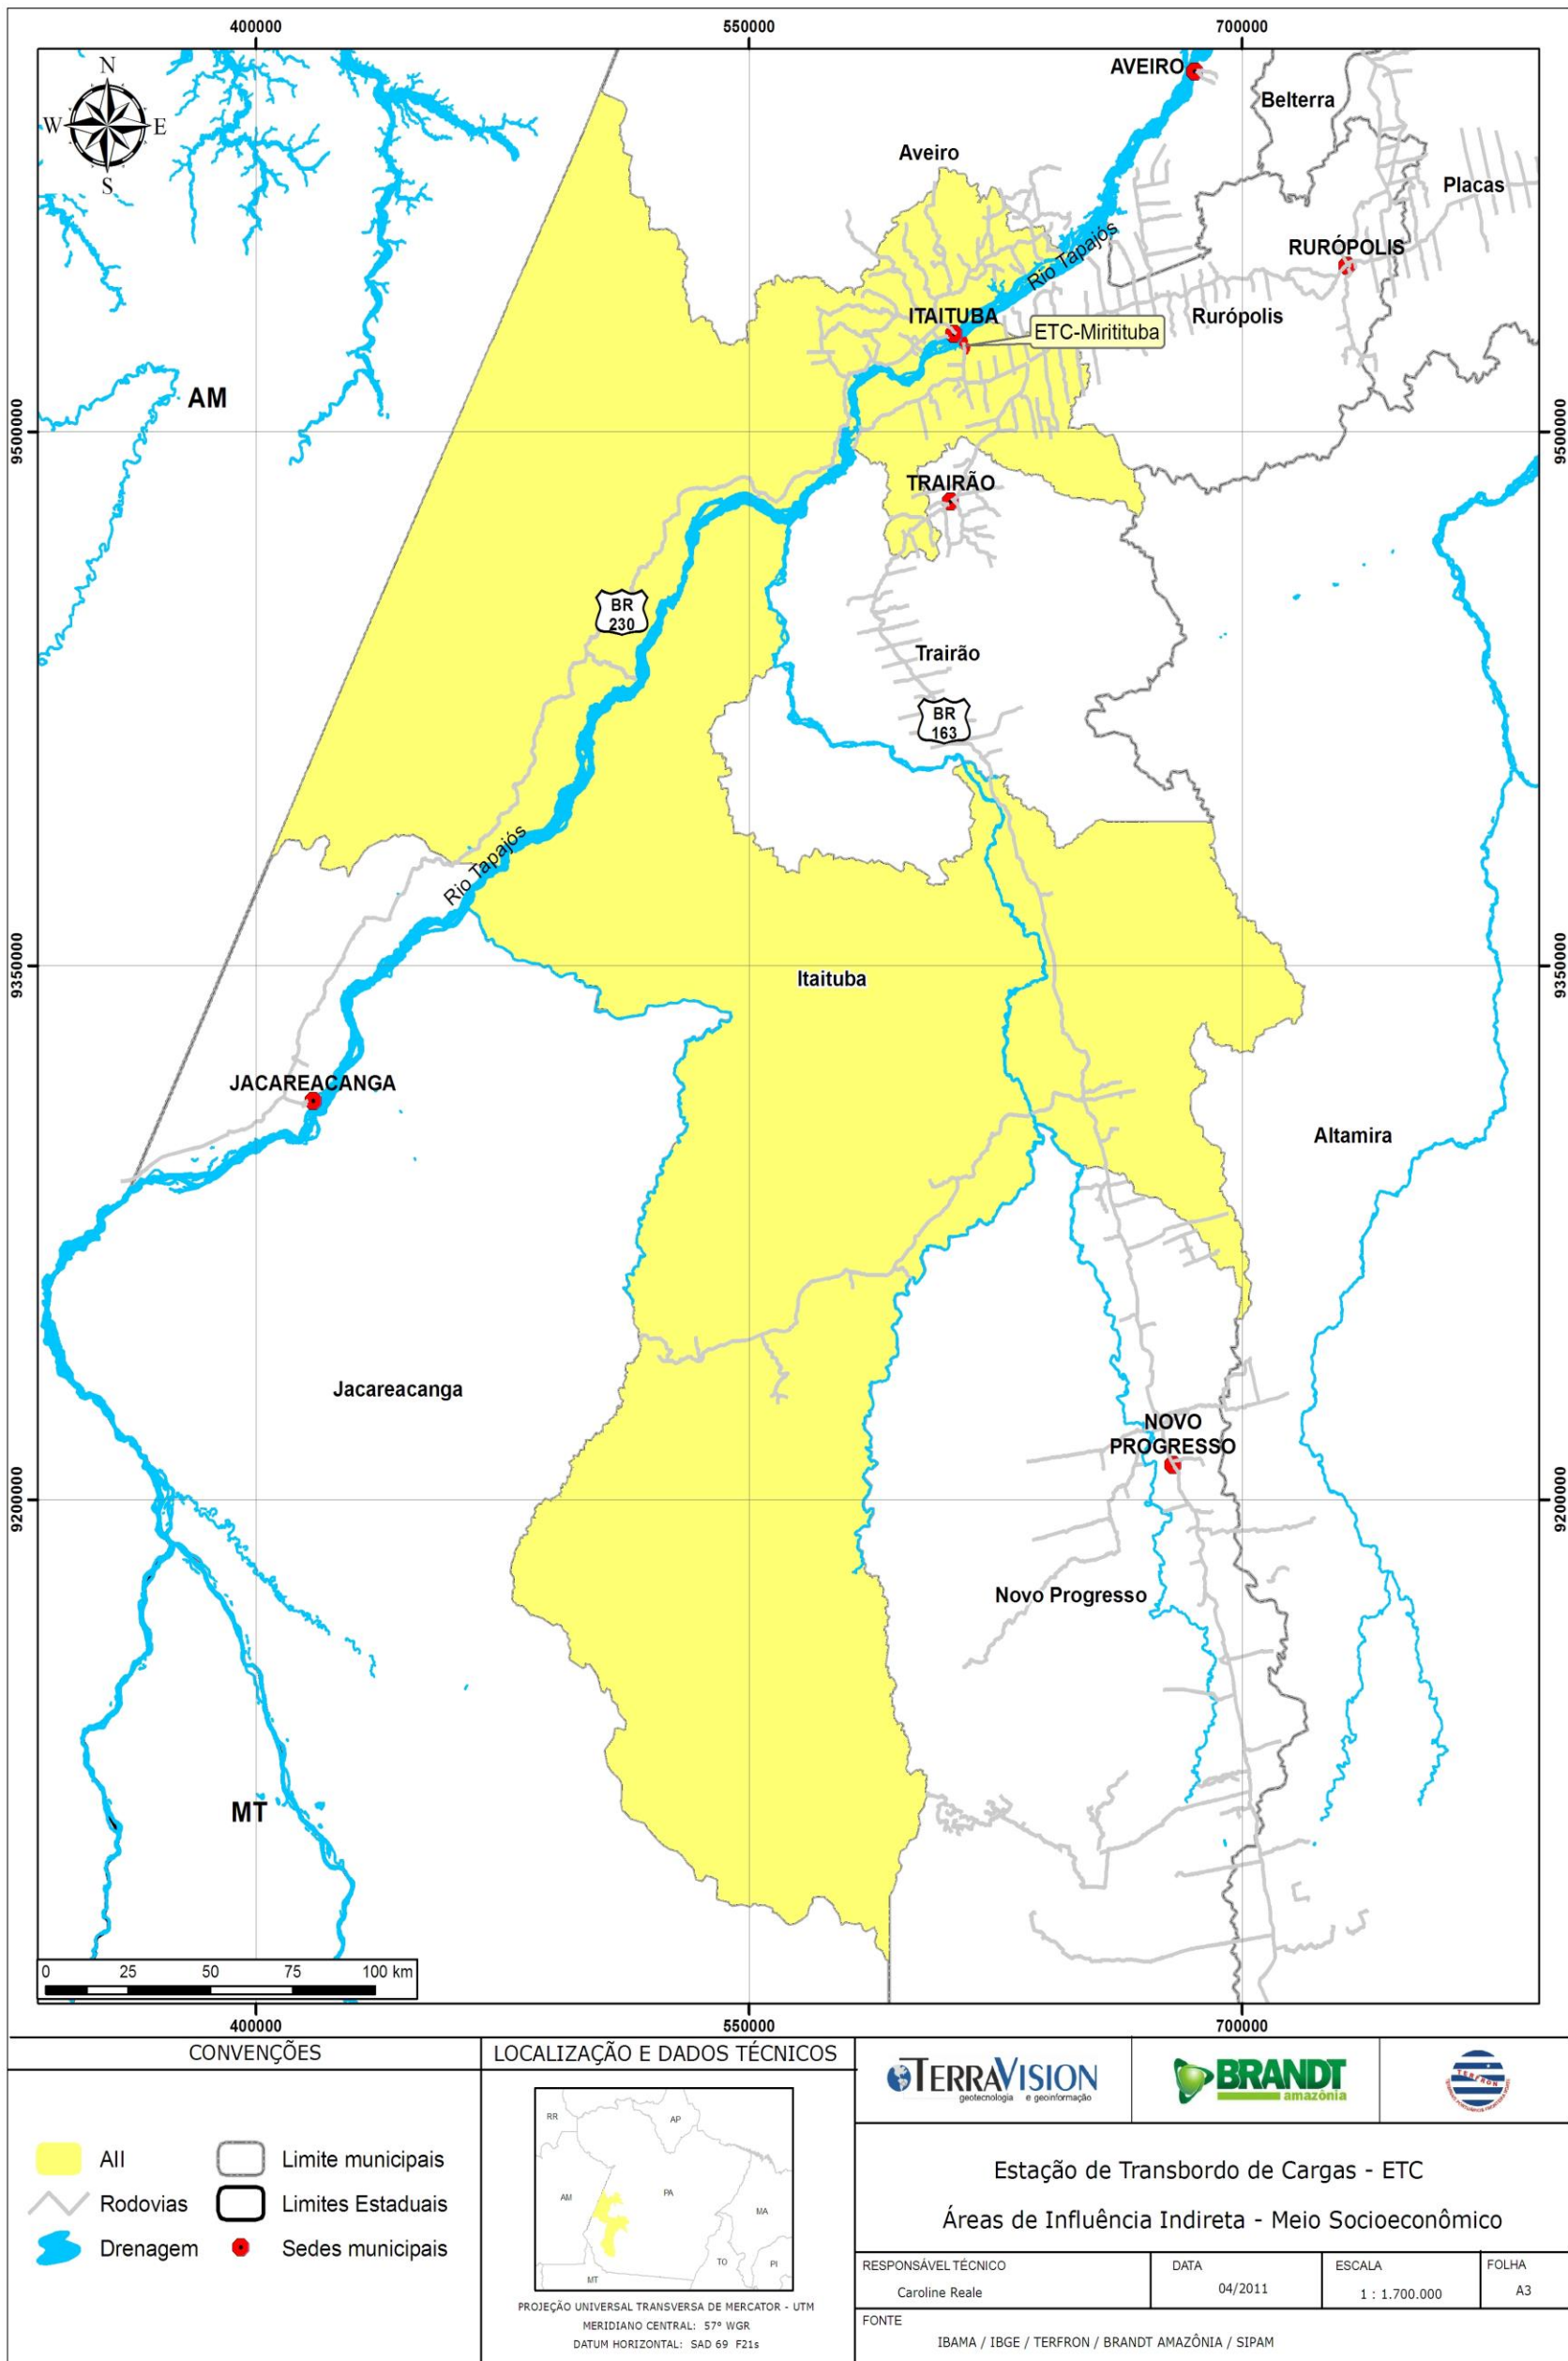 400000
550000
700000
N
W
E
S
AVEIRO
Belterra
Aveiro
Placas
Rio Tapajós
RURÓPOLIS
ITAITUBA
Rurópolis
ETC-Miritituba
AM
9500000
9500000
TRAIRÃO
BR
230
Trairão
BR
163
Rio Tapajós
9350000
9350000
Itaituba
JACAREACANGA
Altamira
Jacareacanga
NOVO
PROGRESSO
9200000
9200000
Novo Progresso
MT
0 25 50 75 100 km
400000
550000
700000
CONVENÇÕES
AII
Limite municipais
Rodovias
Limites Estaduais
Drenagem
Sedes municipais
LOCALIZAÇÃO E DADOS TÉCNICOS
RR
AP
AM
PA
MA
TO
PI
MT
PROJEÇÃO UNIVERSAL TRANSVERSA DE MERCATOR - UTM
MERIDIANO CENTRAL: 57º WGR
DATUM HORIZONTAL: SAD 69 F21s
TERRAVISION
geotecnologia e geoinformação
BRANDT
amazônia
TERFRON
Estação de Transbordo de Cargas - ETC
Áreas de Influência Indireta - Meio Socioeconômico
RESPONSÁVEL TÉCNICO
Caroline Reale
DATA
04/2011
ESCALA
1 : 1.700.000
FOLHA
A3
FONTE
IBAMA / IBGE / TERFRON / BRANDT AMAZÔNIA / SIPAM